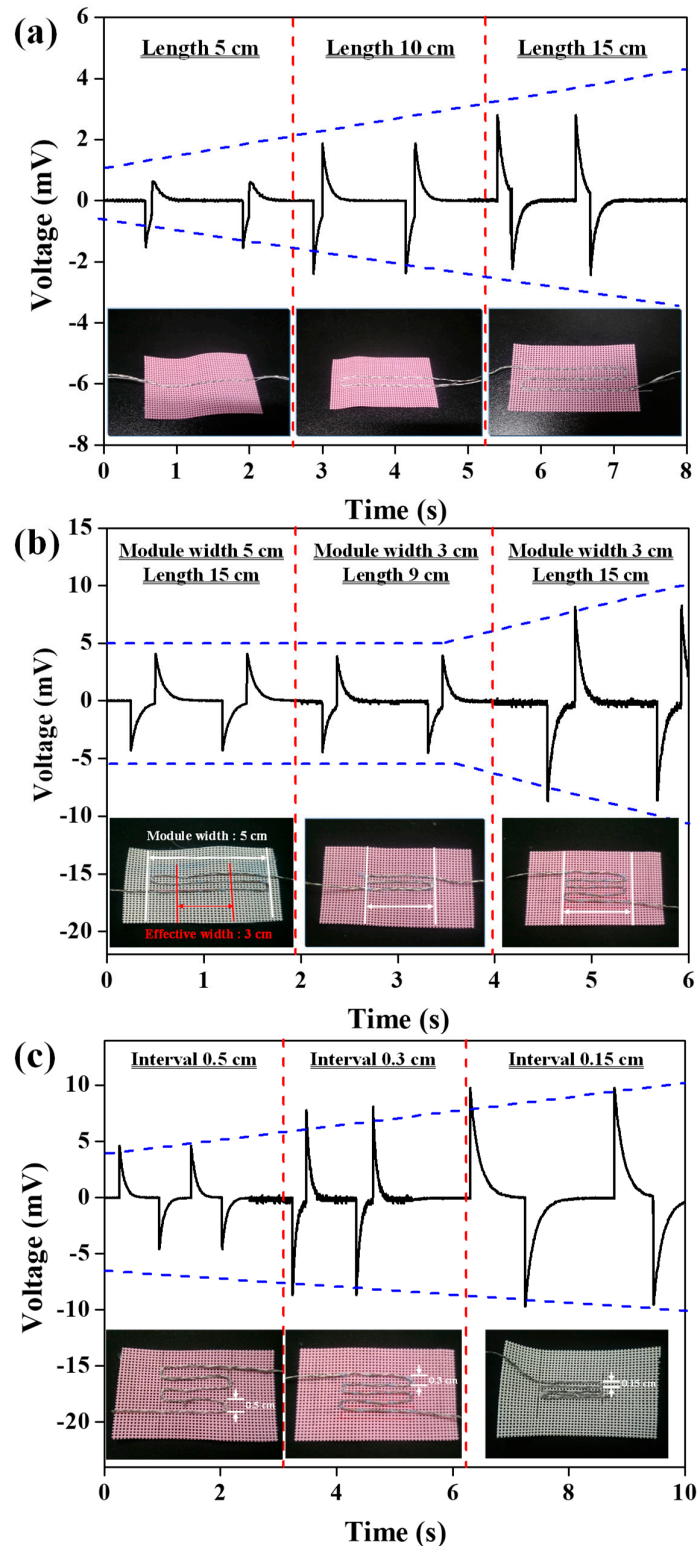 (a)
Length 5 cm
Length 10 cm
Length 15 cm
6
4
2
0
-2
-4
-6
-8
Voltage (mV)
0 1 2 3 4 5 6 7 8
Time (s)
(b)
Module width 5 cm
Length 15 cm
Module width 3 cm
Length 9 cm
Module width 3 cm
Length 15 cm
15
10
5
0
-5
-10
-15
-20
Voltage (mV)
Module width : 5 cm
Effective width : 3 cm
0 1 2 3 4 5 6
Time (s)
(c)
Interval 0.5 cm
Interval 0.3 cm
Interval 0.15 cm
10
5
0
-5
-10
-15
-20
Voltage (mV)
0.5 cm
0.3 cm
0.15 cm
0 2 4 6 8 10
Time (s)